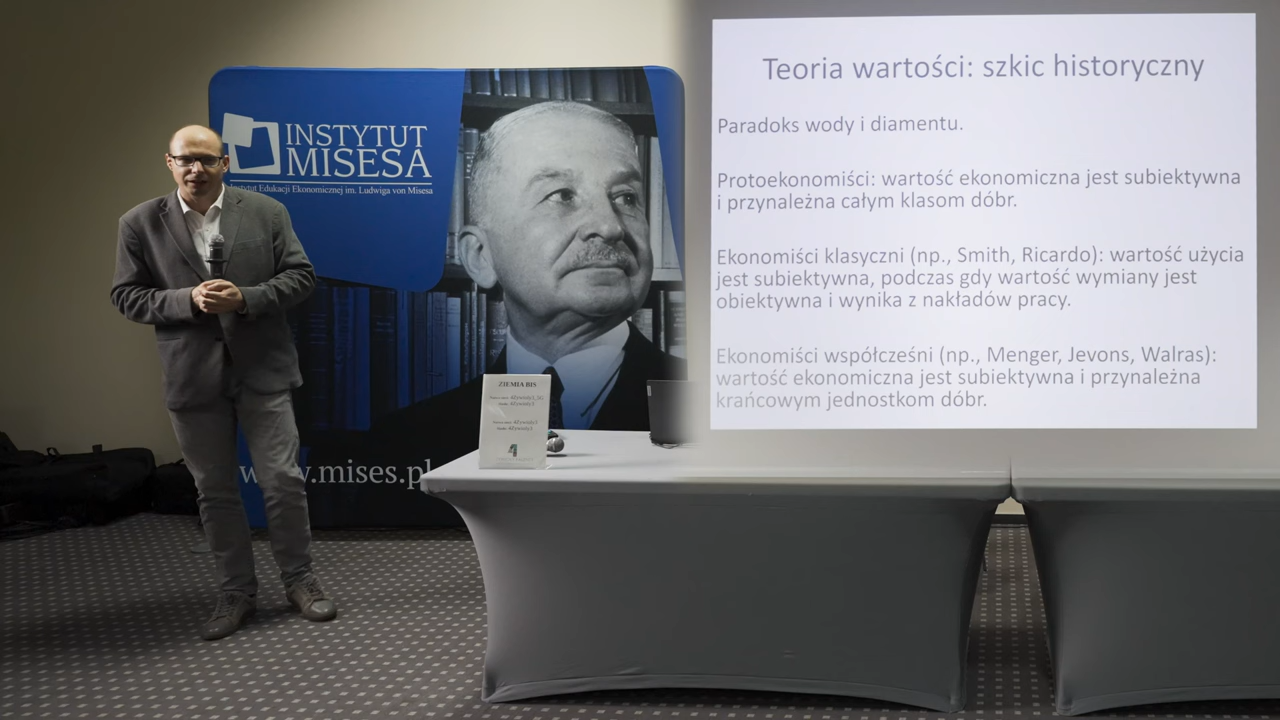 INSTYTUT
MISESA
Instytut Edukacji Ekonomicznej im. Ludwiga von Misesa
www.mises.pl
ZIEMIA BIS
Teoria wartości: szkic historyczny
Paradoks wody i diamentu.
Protoekonomiści: wartość ekonomiczna jest subiektywna
i przynależna całym klasom dóbr.
Ekonomiści klasyczni (np., Smith, Ricardo): wartość użycia
jest subiektywna, podczas gdy wartość wymiany jest
obiektywna i wynika z nakładów pracy.
Ekonomiści współcześni (np., Menger, Jevons, Walras):
wartość ekonomiczna jest subiektywna i przynależna
krańcowym jednostkom dóbr.